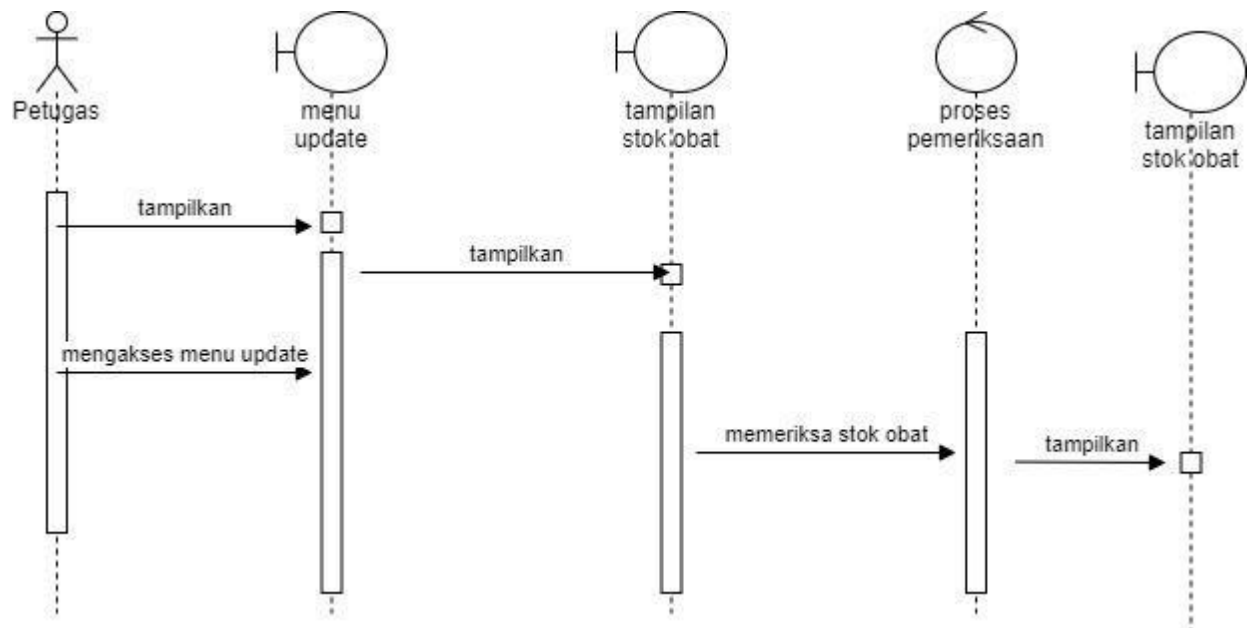 Petugas
menu
update
tampilan
stok obat
proses
pemeriksaan
tampilan
stok obat
tampilkan
tampilkan
mengakses menu update
memeriksa stok obat
tampilkan